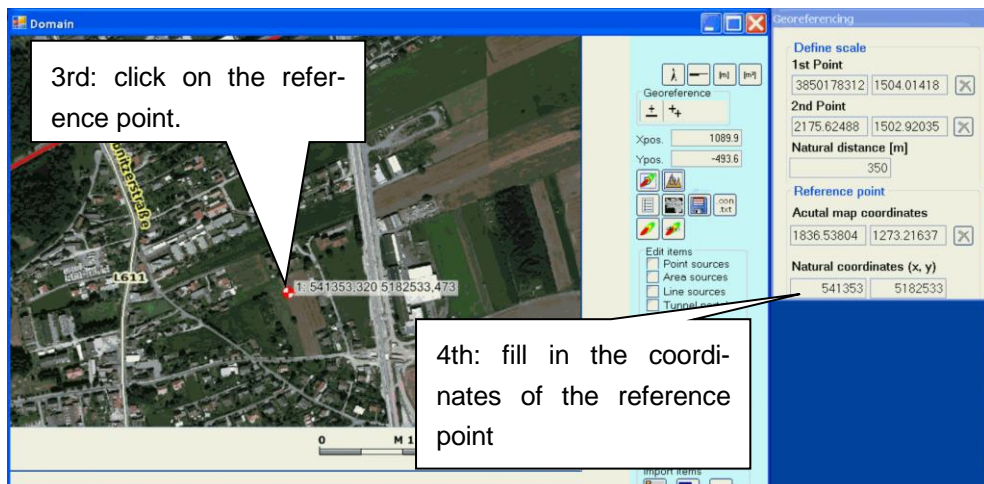 Domain
3rd: click on the refer-
ence point.
L611
1: 541353,320 5182533,473
0 M 1
4th: fill in the coordi-
nates of the reference
point
λ [m] [m²]
Georeference
Xpos. 1089.9
Ypos. -493.6
.con
.txt
Edit items
Point sources
Area sources
Line sources
Import items
Georeferencing
Define scale
1st Point
3850178312 1504.01418
2nd Point
2175.62488 1502.92035
Natural distance [m]
350
Reference point
Acutal map coordinates
1836.53804 1273.21637
Natural coordinates (x, y)
541353 5182533